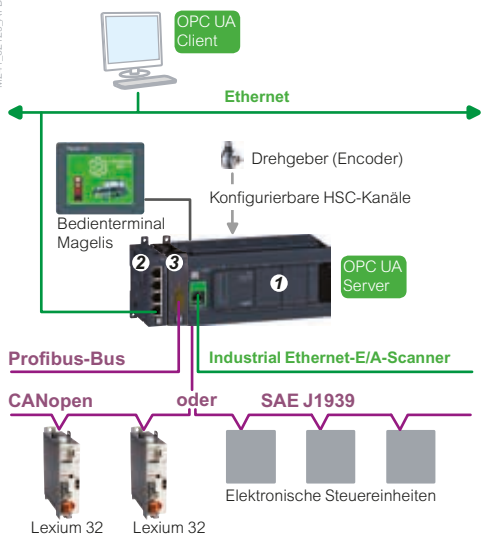 OPC UA
Client
Ethernet
Drehgeber (Encoder)
Konfigurierbare HSC-Kanäle
Bedienterminal
Magelis
2
3
1
OPC UA
Server
Profibus-Bus
Industrial Ethernet-E/A-Scanner
CANopen
oder
SAE J1939
Elektronische Steuereinheiten
Lexium 32
Lexium 32